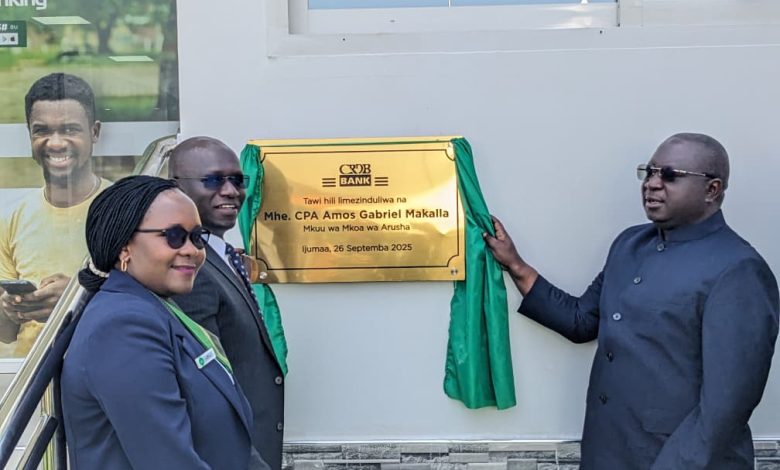 nking
CRDB
BANK
Tawi hili limezinduliwa na
Mhe. CPA Amos Gabriel Makalla
Mkuu wa Mkoa wa Arusha
Ijumaa, 26 Septemba 2025